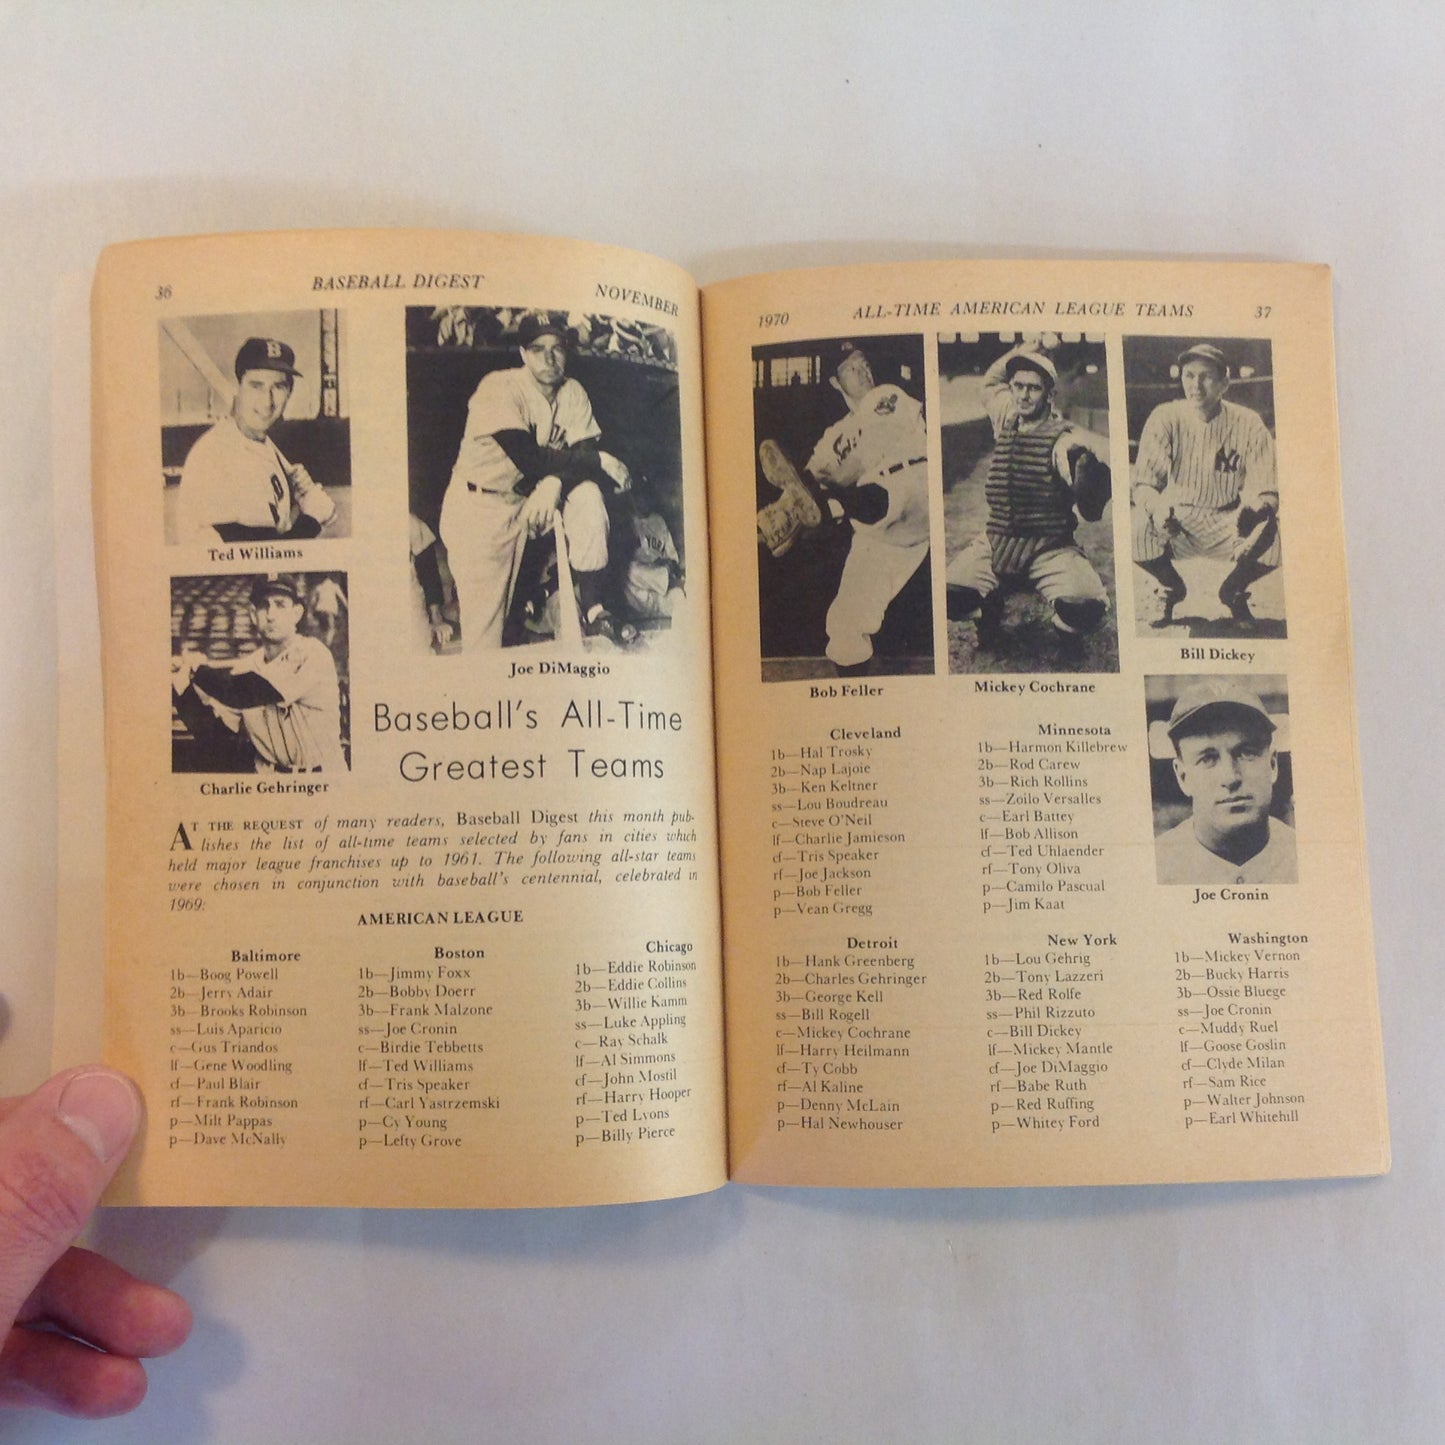 36 BASEBALL DIGEST NOVEMBER
Ted Williams
Joe DiMaggio
Charlie Gehringer
Baseball's All-Time
Greatest Teams
AT THE REQUEST of many readers, Baseball Digest this month pub-
lishes the list of all-time teams selected by fans in cities which
held major league franchises up to 1961. The following all-star teams
were chosen in conjunction with baseball's centennial, celebrated in
1969:
AMERICAN LEAGUE
Baltimore
1b—Boog Powell
2b—Jerry Adair
3b—Brooks Robinson
ss—Luis Aparicio
c—Gus Triandos
lf—Gene Woodling
cf—Paul Blair
rf—Frank Robinson
p—Milt Pappas
p—Dave McNally
Boston
1b—Jimmy Foxx
2b—Bobby Doerr
3b—Frank Malzone
ss—Joe Cronin
c—Birdie Tebbetts
lf—Ted Williams
cf—Tris Speaker
rf—Carl Yastrzemski
p—Cy Young
p—Lefty Grove
Chicago
1b—Eddie Robinson
2b—Eddie Collins
3b—Willie Kamm
ss—Luke Appling
c—Ray Schalk
lf—Al Simmons
cf—John Mostil
rf—Harry Hooper
p—Ted Lyons
p—Billy Pierce
1970 ALL-TIME AMERICAN LEAGUE TEAMS 37
Bob Feller
Mickey Cochrane
Bill Dickey
Joe Cronin
Cleveland
1b—Hal Trosky
2b—Nap Lajoie
3b—Ken Keltner
ss—Lou Boudreau
c—Steve O'Neil
lf—Charlie Jamieson
cf—Tris Speaker
rf—Joe Jackson
p—Bob Feller
p—Vean Gregg
Minnesota
1b—Harmon Killebrew
2b—Rod Carew
3b—Rich Rollins
ss—Zoilo Versalles
c—Earl Battey
lf—Bob Allison
cf—Ted Uhlaender
rf—Tony Oliva
p—Camilo Pascual
p—Jim Kaat
Detroit
1b—Hank Greenberg
2b—Charles Gehringer
3b—George Kell
ss—Bill Rogell
c—Mickey Cochrane
lf—Harry Heilmann
cf—Ty Cobb
rf—Al Kaline
p—Denny McLain
p—Hal Newhouser
New York
1b—Lou Gehrig
2b—Tony Lazzeri
3b—Red Rolfe
ss—Phil Rizzuto
c—Bill Dickey
lf—Mickey Mantle
cf—Joe DiMaggio
rf—Babe Ruth
p—Red Ruffing
p—Whitey Ford
Washington
1b—Mickey Vernon
2b—Bucky Harris
3b—Ossie Bluege
ss—Joe Cronin
c—Muddy Ruel
lf—Goose Goslin
cf—Clyde Milan
rf—Sam Rice
p—Walter Johnson
p—Earl Whitehill